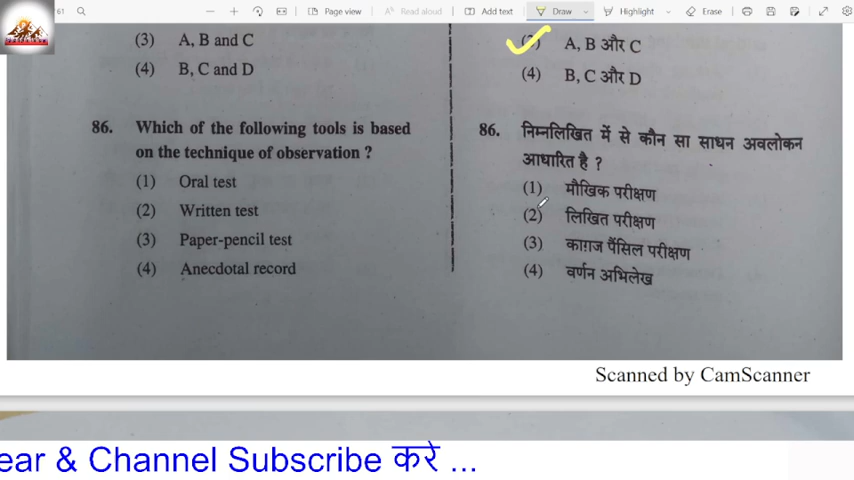 61
Page view
Read aloud
Add text
Draw
Highlight
Erase
(3) A, B and C
(4) B, C and D
86. Which of the following tools is based
on the technique of observation ?
(1) Oral test
(2) Written test
(3) Paper-pencil test
(4) Anecdotal record
A, B और C
(4) B, C और D
86. निम्नलिखित में से कौन सा साधन अवलोकन
आधारित है ?
(1) मौखिक परीक्षण
(2) लिखित परीक्षण
(3) काग़ज पैंसिल परीक्षण
(4) वर्णन अभिलेख
Scanned by CamScanner
ear & Channel Subscribe करे ...